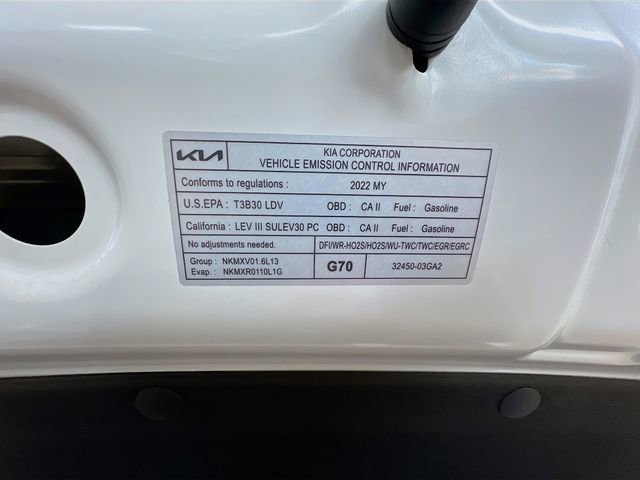 KIA KIA CORPORATION
VEHICLE EMISSION CONTROL INFORMATION
Conforms to regulations : 2022 MY
U.S.EPA : T3B30 LDV OBD : CA II Fuel : Gasoline
California : LEV III SULEV30 PC OBD : CA II Fuel : Gasoline
No adjustments needed. DFI/WR-HO2S/HO2S/WU-TWC/TWC/EGR/EGRC
Group : NKMXV01.6L13
Evap. : NKMXR0110L1G
G70 32450-03GA2